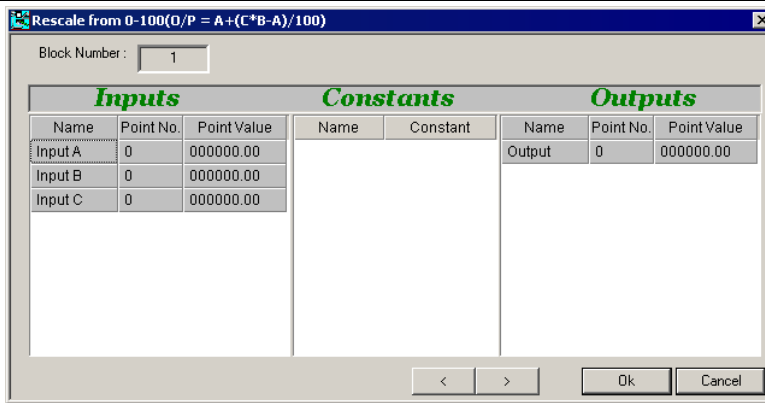 Rescale from 0-100(O/P = A+(C*B-A)/100)
Block Number :
1
Inputs Constants Outputs
Name Point No. Point Value Name Constant Name Point No. Point Value
Input A 0 000000.00 Output 0 000000.00
Input B 0 000000.00
Input C 0 000000.00
< > Ok Cancel